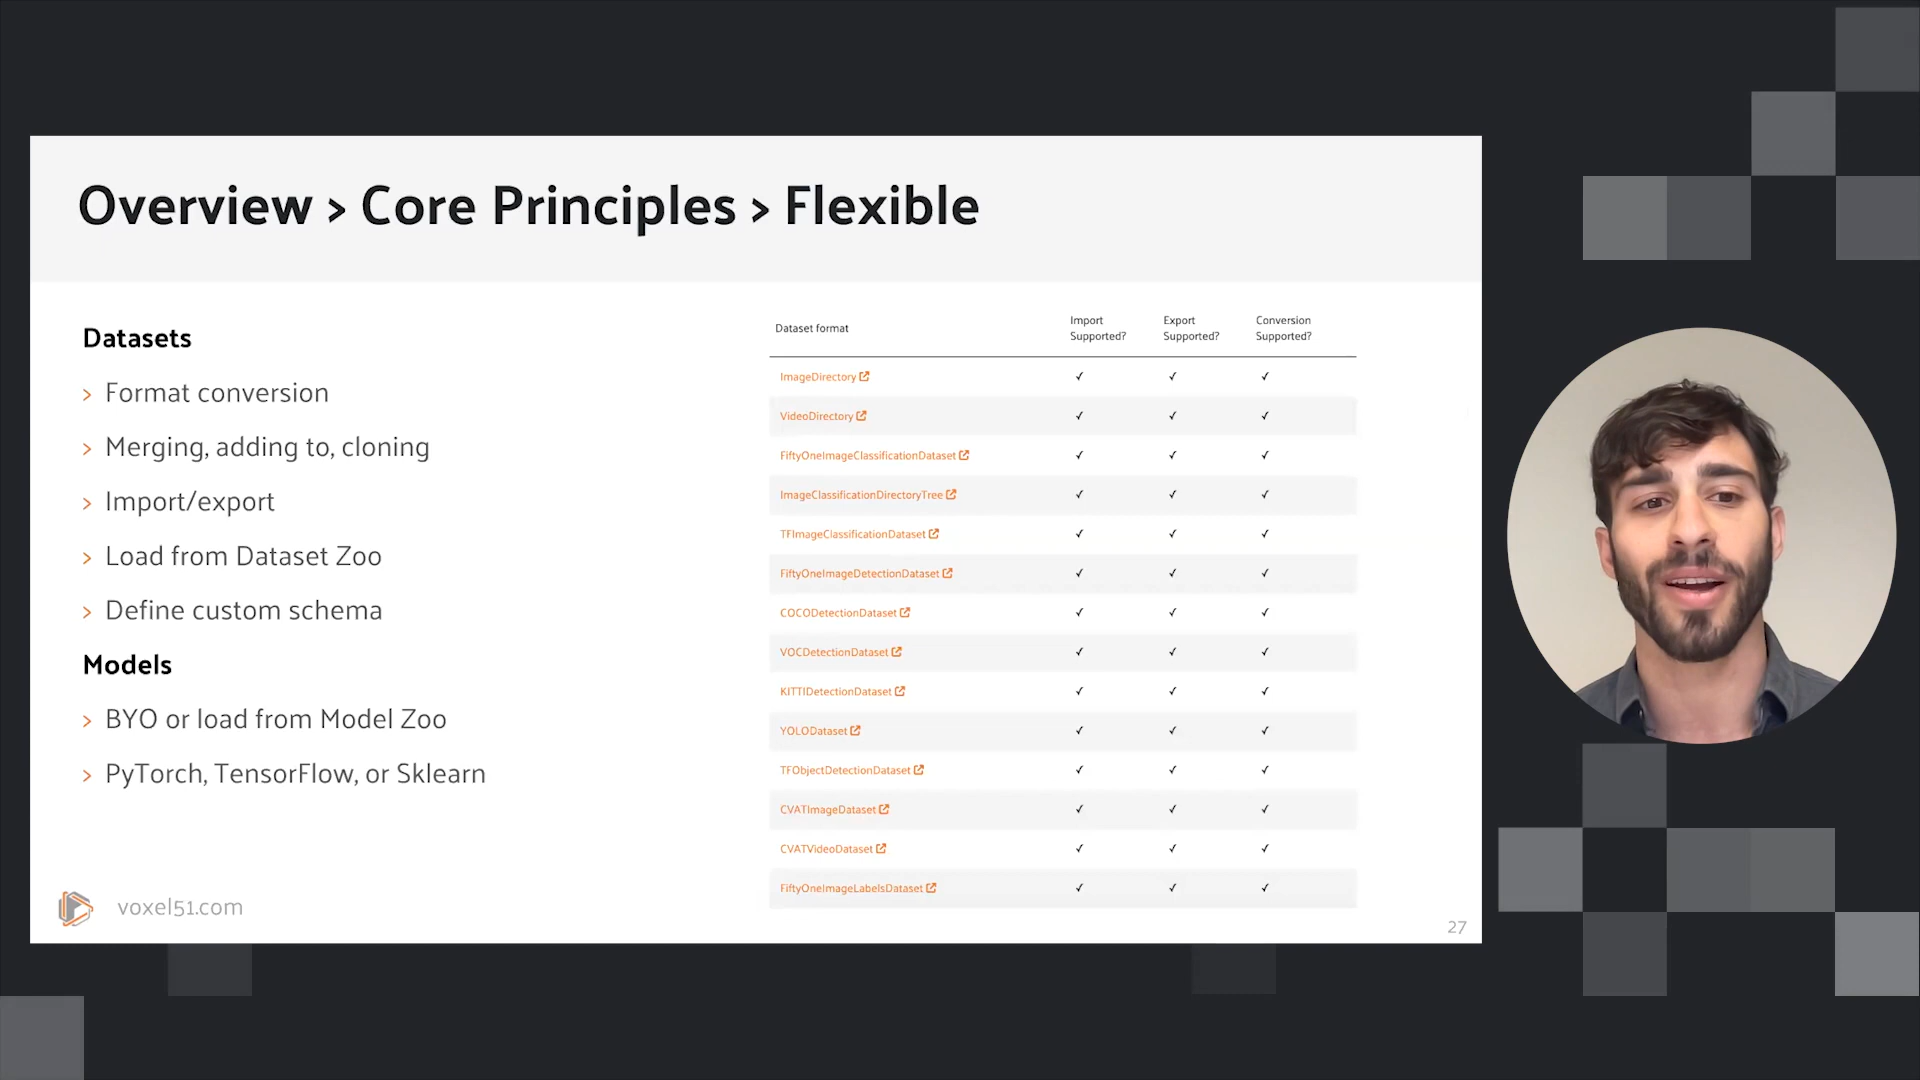 Overview > Core Principles > Flexible
Datasets
> Format conversion
> Merging, adding to, cloning
> Import/export
> Load from Dataset Zoo
> Define custom schema
Models
> BYO or load from Model Zoo
> PyTorch, TensorFlow, or Sklearn
Dataset format Import Supported? Export Supported? Conversion Supported?
ImageDirectory ✓ ✓ ✓
VideoDirectory ✓ ✓ ✓
FiftyOneImageClassificationDataset ✓ ✓ ✓
ImageClassificationDirectoryTree ✓ ✓ ✓
TFImageClassificationDataset ✓ ✓ ✓
FiftyOneImageDetectionDataset ✓ ✓ ✓
COCODetectionDataset ✓ ✓ ✓
VOCDetectionDataset ✓ ✓ ✓
KITTIDetectionDataset ✓ ✓ ✓
YOLODataset ✓ ✓ ✓
TFObjectDetectionDataset ✓ ✓ ✓
CVATImageDataset ✓ ✓ ✓
CVATVideoDataset ✓ ✓ ✓
FiftyOneImageLabelsDataset ✓ ✓ ✓
voxel51.com
27